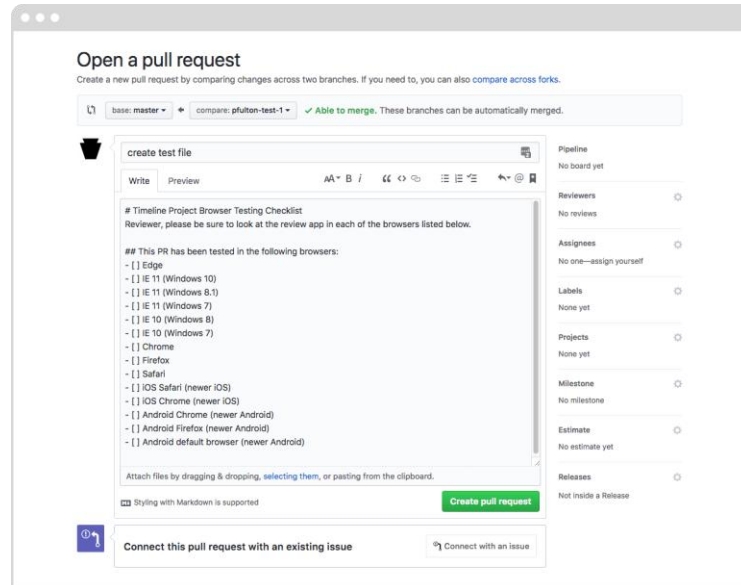 Open a pull request
Create a new pull request by comparing changes across two branches. If you need to, you can also compare across forks.
base: master
compare: pfulton-test-1
✓ Able to merge. These branches can be automatically merged.
create test file
Write
Preview
AA B i
# Timeline Project Browser Testing Checklist
Reviewer, please be sure to look at the review app in each of the browsers listed below.
## This PR has been tested in the following browsers:
- [ ] Edge
- [ ] IE 11 (Windows 10)
- [ ] IE 11 (Windows 8.1)
- [ ] IE 11 (Windows 7)
- [ ] IE 10 (Windows 8)
- [ ] IE 10 (Windows 7)
- [ ] Chrome
- [ ] Firefox
- [ ] Safari
- [ ] iOS Safari (newer iOS)
- [ ] iOS Chrome (newer iOS)
- [ ] Android Chrome (newer Android)
- [ ] Android Firefox (newer Android)
- [ ] Android default browser (newer Android)
Attach files by dragging & dropping, selecting them, or pasting from the clipboard.
Styling with Markdown is supported
Create pull request
Connect this pull request with an existing issue
Connect with an issue
Pipeline
No board yet
Reviewers
No reviews
Assignees
No one—assign yourself
Labels
None yet
Projects
None yet
Milestone
No milestone
Estimate
No estimate yet
Releases
Not inside a Release